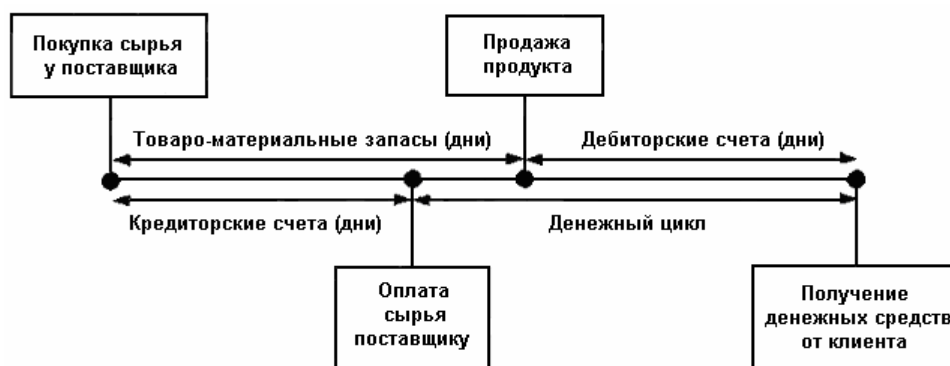 Покупка сырья
у поставщика
Продажа
продукта
Товаро-материальные запасы (дни)
Дебиторские счета (дни)
Кредиторские счета (дни)
Денежный цикл
Оплата
сырья
поставщику
Получение
денежных средств
от клиента